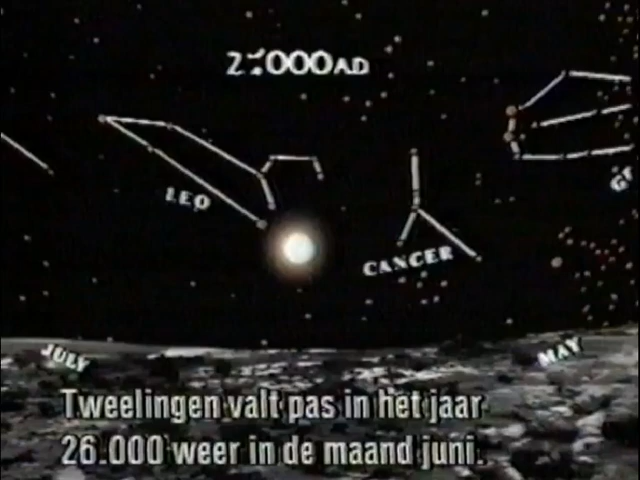 LEO
CANCER
JULY
MAY
Tweelingen valt pas in het jaar
26.000 weer in de maand juni.